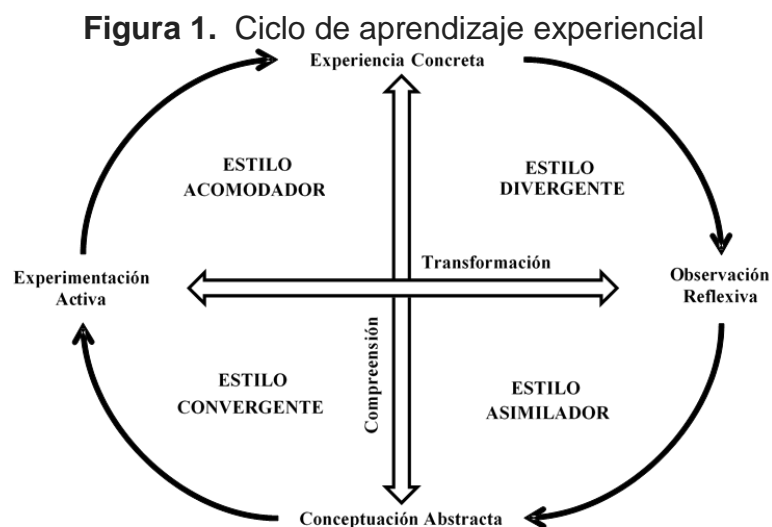 Figura 1. Ciclo de aprendizaje experiencial
Experiencia Concreta
ESTILO
ACOMODADOR
ESTILO
DIVERGENTE
Transformación
Experimentación
Activa
Observación
Reflexiva
Compreensión
ESTILO
CONVERGENTE
ESTILO
ASIMILADOR
Conceptuación Abstracta